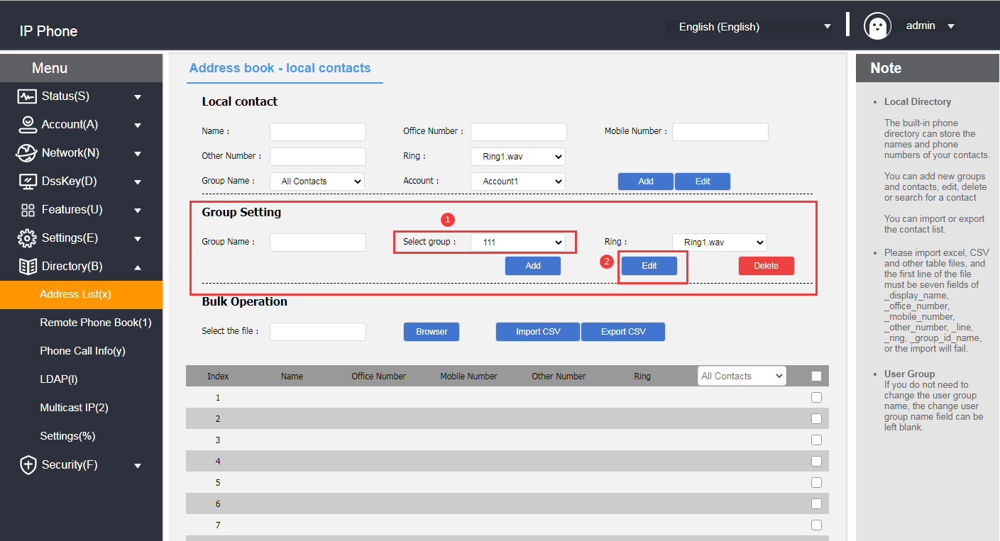 IP Phone
English (English)
admin
Menu
Status(S)
Account(A)
Network(N)
DssKey(D)
Features(U)
Settings(E)
Directory(B)
Address List(x)
Remote Phone Book(1)
Phone Call Info(y)
LDAP(l)
Multicast IP(2)
Settings(%)
Security(F)
Address book - local contacts
Local contact
Name :
Office Number :
Mobile Number :
Other Number :
Ring :
Ring1.wav
Group Name :
All Contacts
Account :
Account1
Add
Edit
Group Setting
1
Group Name :
Select group :
111
Ring :
Ring1.wav
Add
2
Edit
Delete
Bulk Operation
Select the file :
Browser
Import CSV
Export CSV
Index
Name
Office Number
Mobile Number
Other Number
Ring
All Contacts
1
2
3
4
5
6
7
Note
• Local Directory
The built-in phone
directory can store the
names and phone
numbers of your contacts.
You can add new groups
and contacts, edit, delete
or search for a contact
You can import or export
the contact list.
• Please import excel, CSV
and other table files, and
the first line of the file
must be seven fields of
_display_name,
_office_number,
_mobile_number,
_other_number, _line,
_ring, _group_id_name,
or the import will fail.
• User Group
If you do not need to
change the user group
name, the change user
group name field can be
left blank.